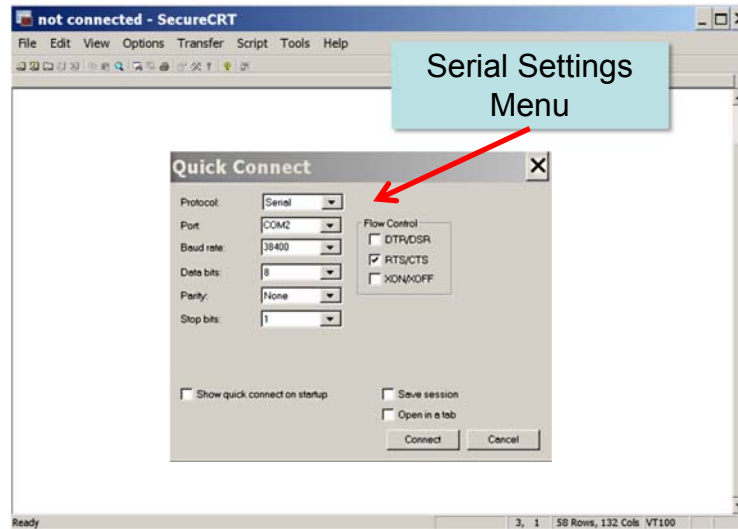 not connected - SecureCRT
File Edit View Options Transfer Script Tools Help
Serial Settings
Menu
Quick Connect
Protocol: Serial
Port: COM2
Baud rate: 38400
Data bits: 8
Parity: None
Stop bits: 1
Flow Control
DTR/DSR
RTS/CTS
XON/XOFF
Show quick connect on startup
Save session
Open in a tab
Connect Cancel
Ready 3, 1 58 Rows, 132 Cols VT100